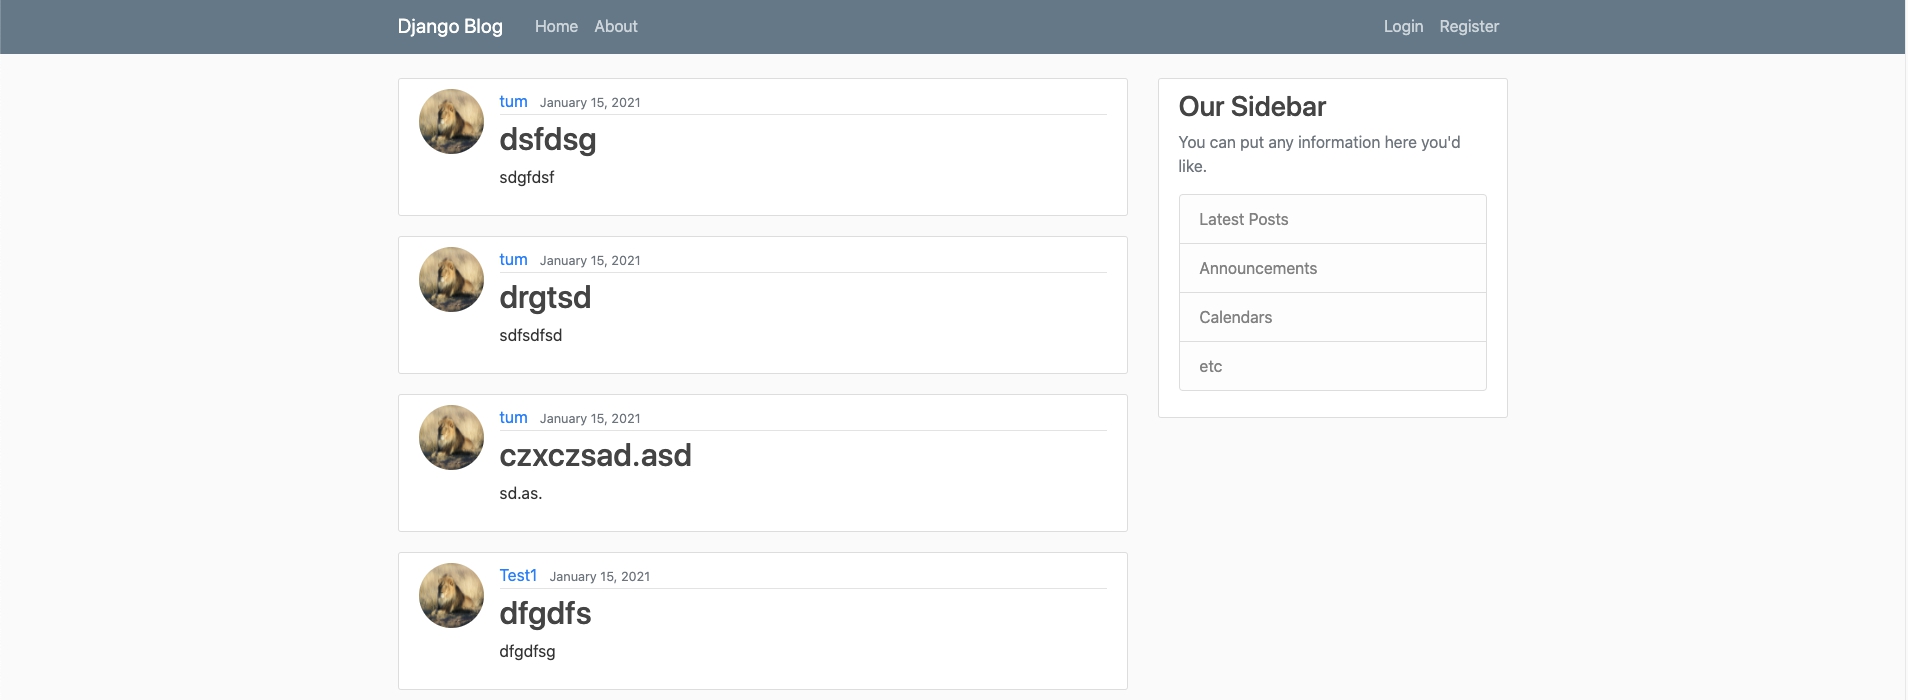 Django Blog Home About Login Register
tum January 15, 2021
dsfdsg
sdgfdsf
tum January 15, 2021
drgtsd
sdfsdfsd
tum January 15, 2021
czxczsad.asd
sd.as.
Test1 January 15, 2021
dfgdfs
dfgdfsg
Our Sidebar
You can put any information here you'd
like.
Latest Posts
Announcements
Calendars
etc